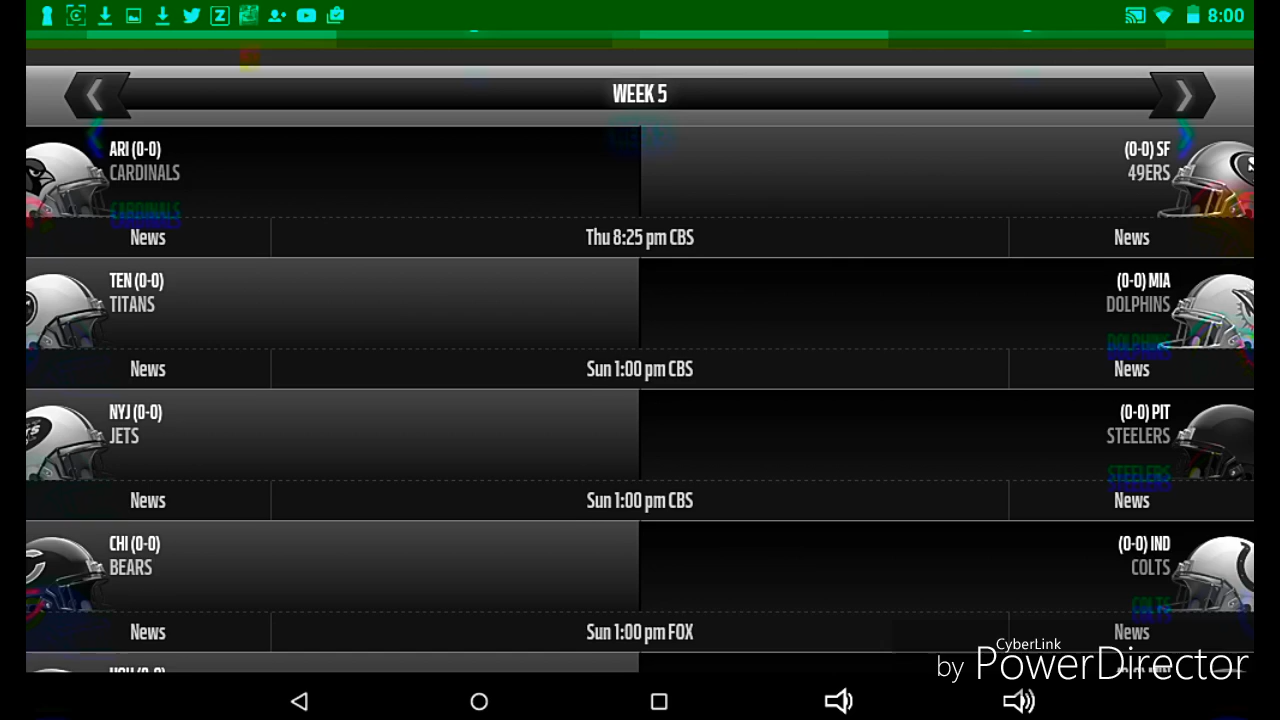 8:00
WEEK 5
ARI (0-0)
CARDINALS
(0-0) SF
49ERS
News
Thu 8:25 pm CBS
News
TEN (0-0)
TITANS
(0-0) MIA
DOLPHINS
News
Sun 1:00 pm CBS
News
NYJ (0-0)
JETS
(0-0) PIT
STEELERS
News
Sun 1:00 pm CBS
News
CHI (0-0)
BEARS
(0-0) IND
COLTS
News
Sun 1:00 pm FOX
News
CyberLink
by PowerDirector